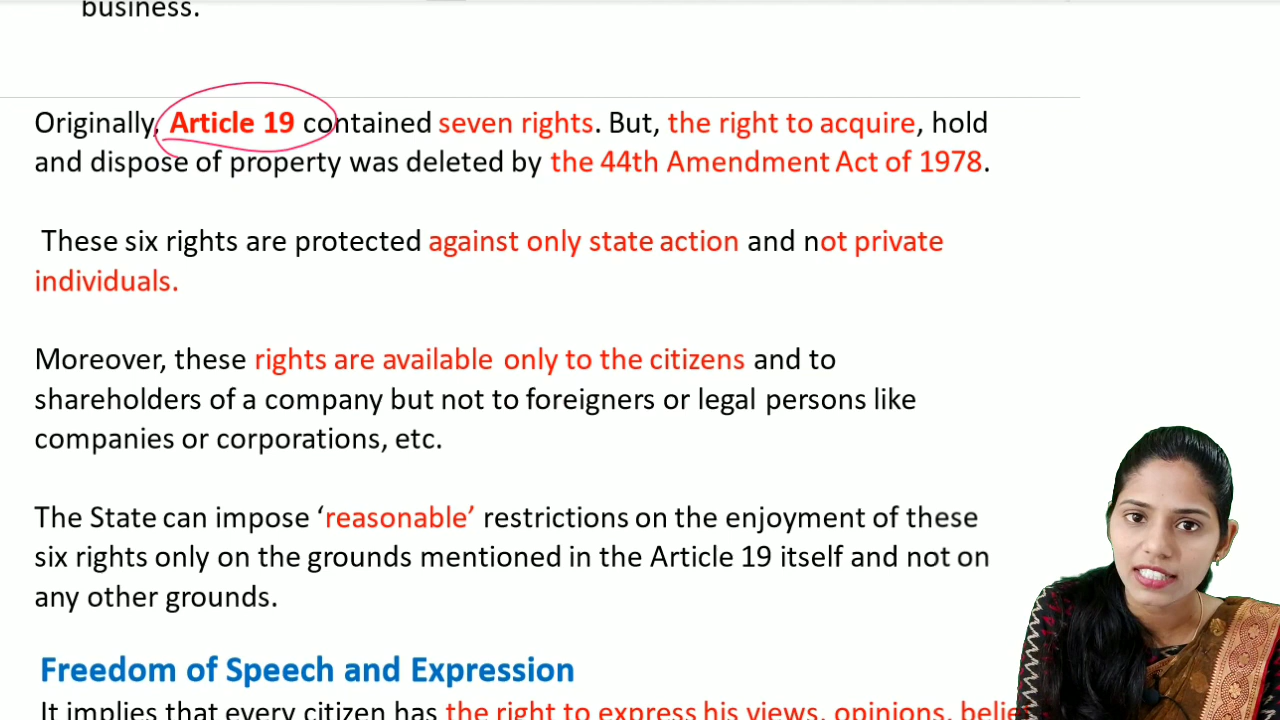 business.
Originally, Article 19 contained seven rights. But, the right to acquire, hold
and dispose of property was deleted by the 44th Amendment Act of 1978.
These six rights are protected against only state action and not private
individuals.
Moreover, these rights are available only to the citizens and to
shareholders of a company but not to foreigners or legal persons like
companies or corporations, etc.
The State can impose ‘reasonable’ restrictions on the enjoyment of these
six rights only on the grounds mentioned in the Article 19 itself and not on
any other grounds.
Freedom of Speech and Expression
It implies that every citizen has the right to express his views, opinions,